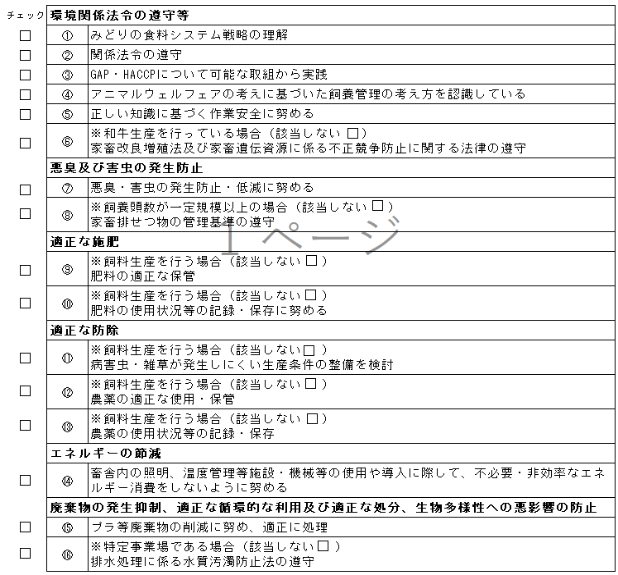 チェック 環境関係法令の遵守等
□ ① みどりの食料システム戦略の理解
□ ② 関係法令の遵守
□ ③ GAP・HACCPについて可能な取組から実践
□ ④ アニマルウェルフェアの考えに基づいた飼養管理の考え方を認識している
□ ⑤ 正しい知識に基づく作業安全に努める
□ ⑥ ※和牛生産を行っている場合（該当しない □）
家畜改良増殖法及び家畜遺伝資源に係る不正競争防止に関する法律の遵守
悪臭及び害虫の発生防止
□ ⑦ 悪臭・害虫の発生防止・低減に努める
□ ⑧ ※飼養頭数が一定規模以上の場合（該当しない □）
家畜排せつ物の管理基準の遵守
1 ページ
適正な施肥
□ ⑨ ※飼料生産を行う場合（該当しない □）
肥料の適正な保管
□ ⑩ ※飼料生産を行う場合（該当しない □）
肥料の使用状況等の記録・保存に努める
適正な防除
□ ⑪ ※飼料生産を行う場合（該当しない□ ）
病害虫・雑草が発生しにくい生産条件の整備を検討
□ ⑫ ※飼料生産を行う場合（該当しない □）
農薬の適正な使用・保管
□ ⑬ ※飼料生産を行う場合（該当しない □）
農薬の使用状況等の記録・保存
エネルギーの節減
□ ⑭ 畜舎内の照明、温度管理等施設・機械等の使用や導入に際して、不必要・非効率なエネ
ルギー消費をしないように努める
廃棄物の発生抑制、適正な循環的な利用及び適正な処分、生物多様性への悪影響の防止
□ ⑮ プラ等廃棄物の削減に努め、適正に処理
□ ⑯ ※特定事業場である場合（該当しない□ ）
排水処理に係る水質汚濁防止法の遵守